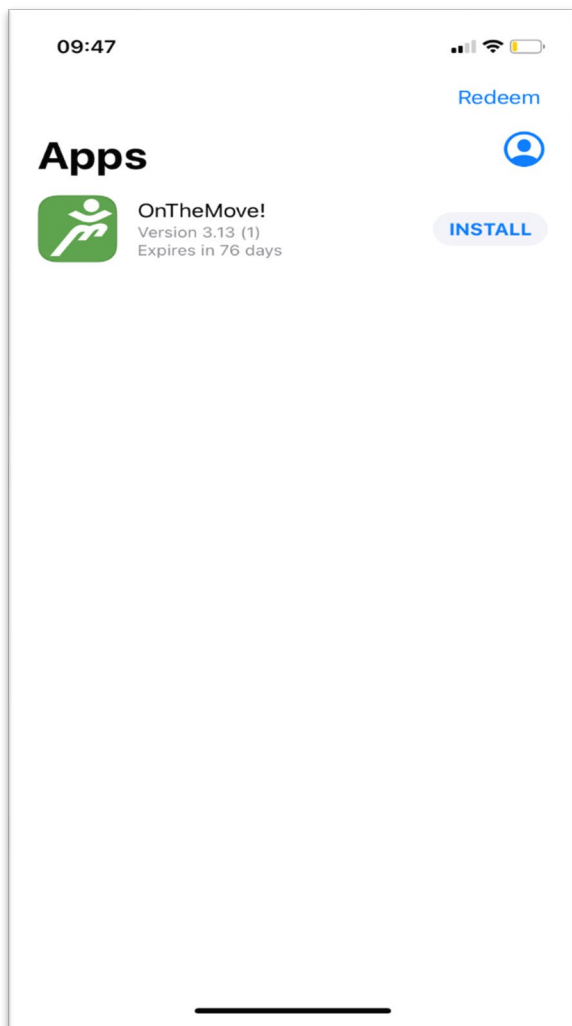 09:47
Redeem
Apps
OnTheMove!
Version 3.13 (1)
Expires in 76 days
INSTALL